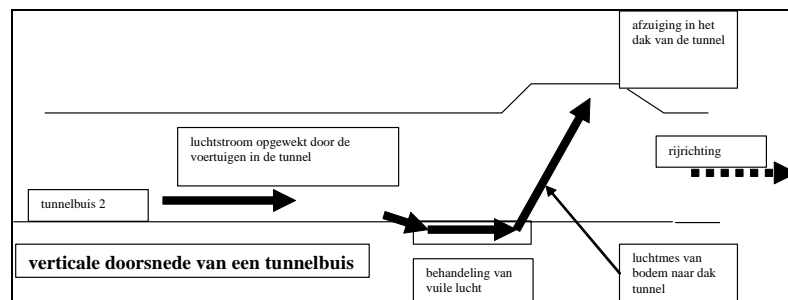 afzuiging in het
dak van de tunnel
luchtstroom opgewekt door de
voertuigen in de tunnel
rijrichting
tunnelbuis 2
verticale doorsnede van een tunnelbuis
behandeling van
vuile lucht
luchtmes van
bodem naar dak
tunnel